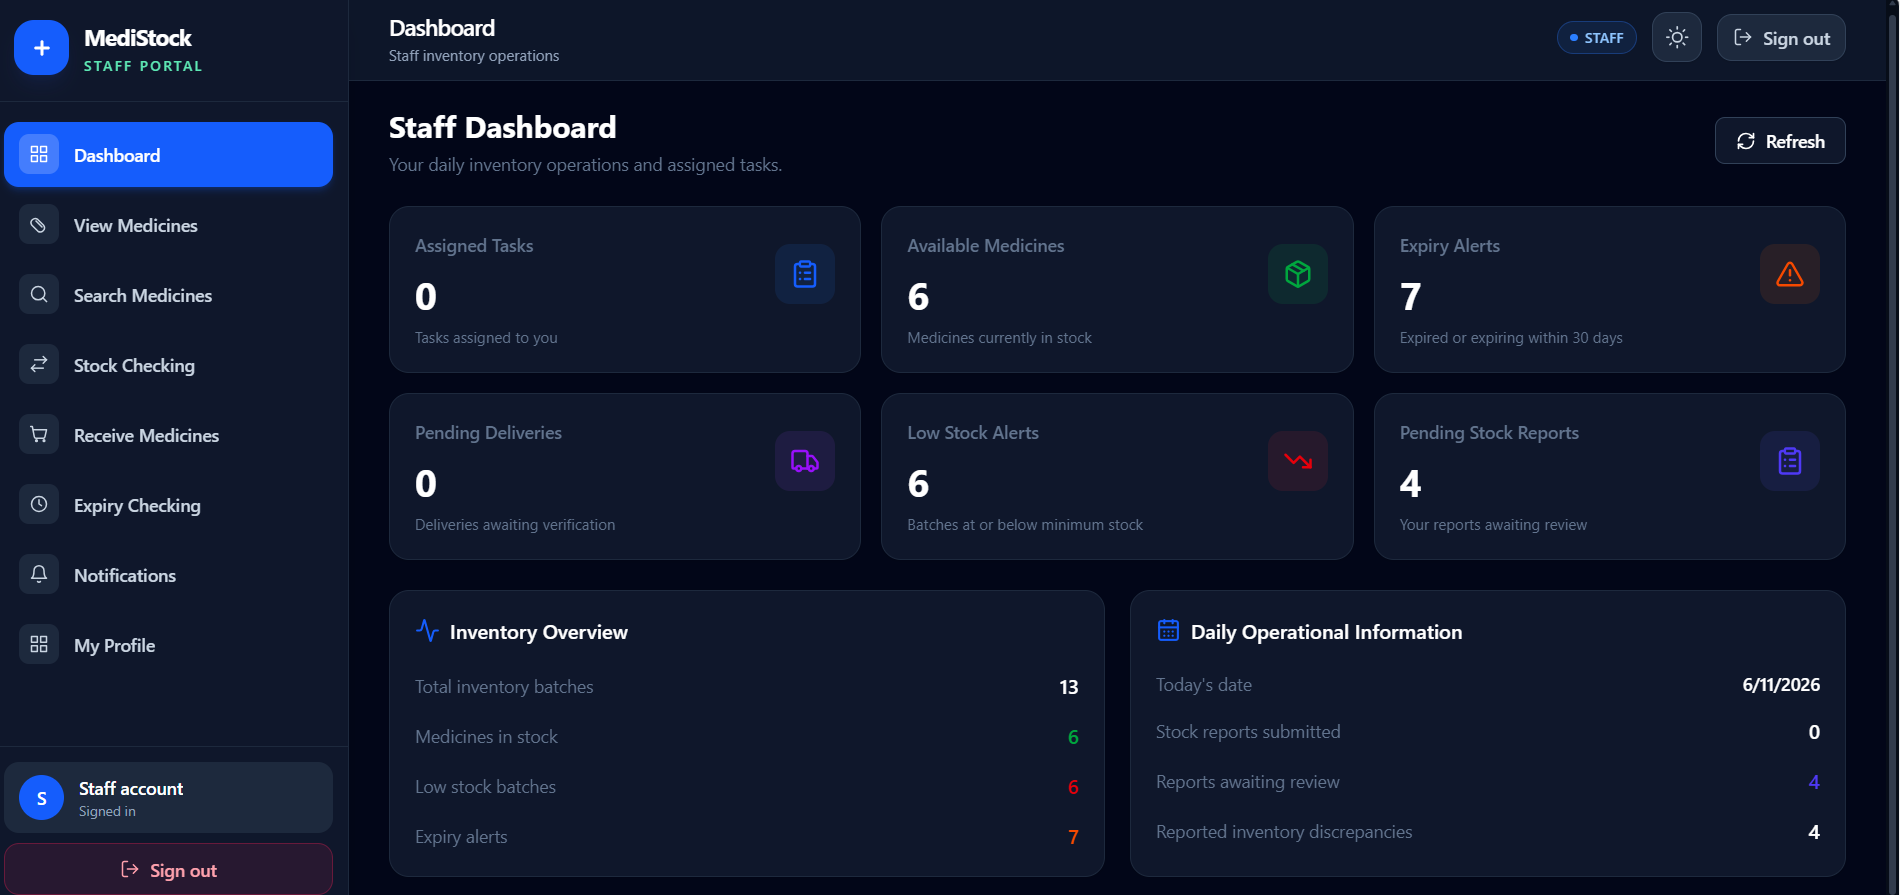 MediStock
STAFF PORTAL
Dashboard
View Medicines
Search Medicines
Stock Checking
Receive Medicines
Expiry Checking
Notifications
My Profile
S
Staff account
Signed in
Sign out
Dashboard
Staff inventory operations
STAFF
Sign out
Staff Dashboard
Your daily inventory operations and assigned tasks.
Refresh
Assigned Tasks
0
Tasks assigned to you
Available Medicines
6
Medicines currently in stock
Expiry Alerts
7
Expired or expiring within 30 days
Pending Deliveries
0
Deliveries awaiting verification
Low Stock Alerts
6
Batches at or below minimum stock
Pending Stock Reports
4
Your reports awaiting review
Inventory Overview
Total inventory batches 13
Medicines in stock 6
Low stock batches 6
Expiry alerts 7
Daily Operational Information
Today's date 6/11/2026
Stock reports submitted 0
Reports awaiting review 4
Reported inventory discrepancies 4